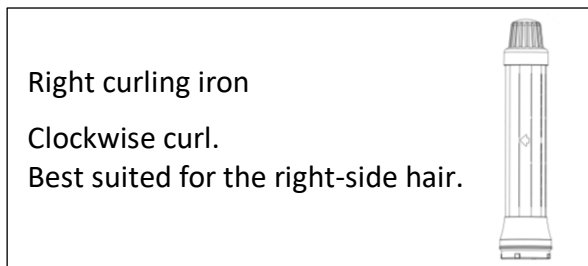 Right curling iron
Clockwise curl.
Best suited for the right-side hair.